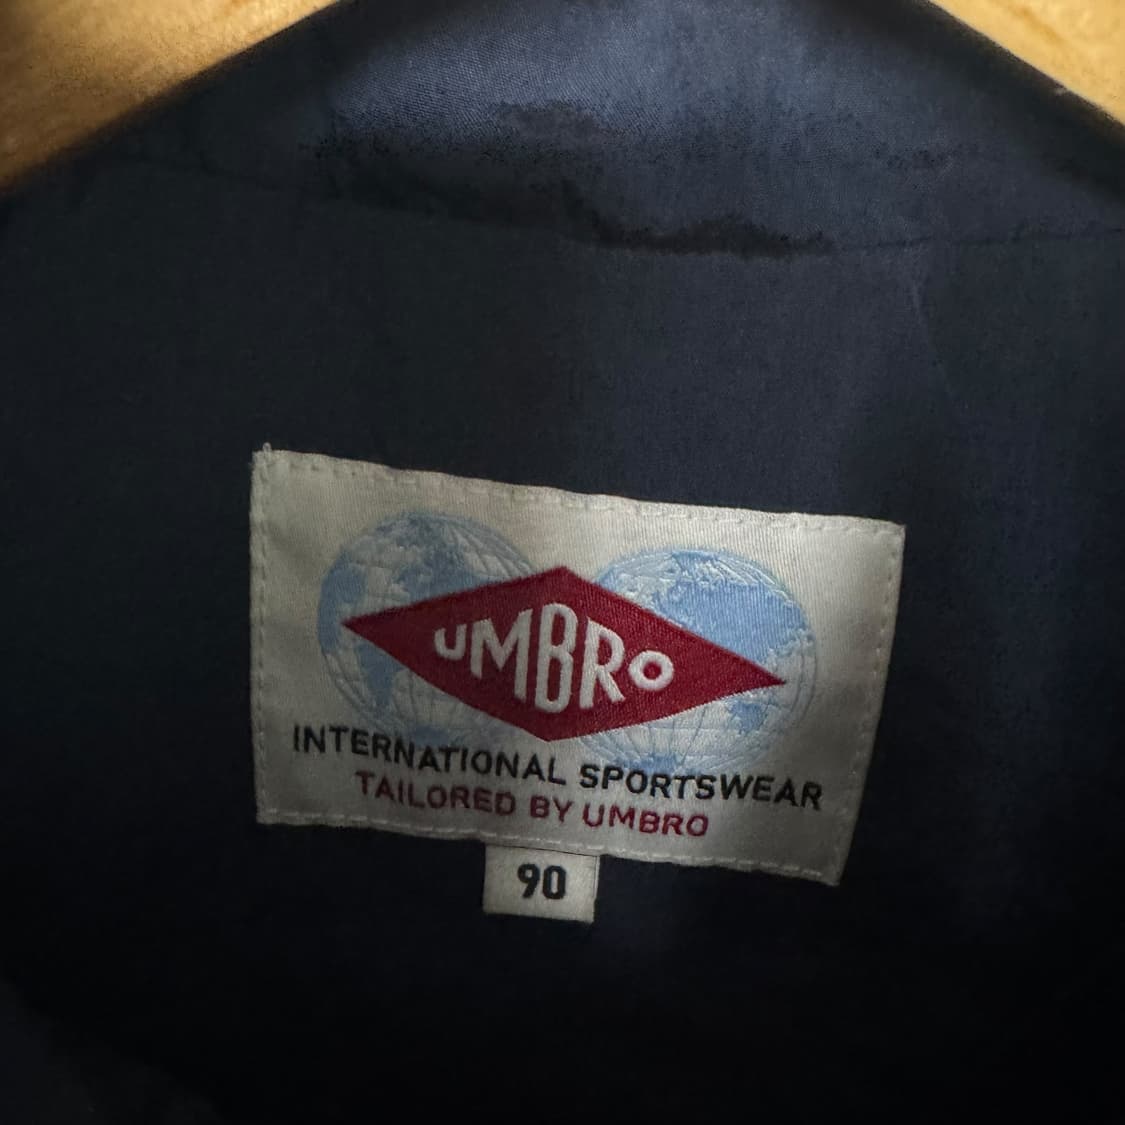 UMBRO
INTERNATIONAL SPORTSWEAR
TAILORED BY UMBRO
90